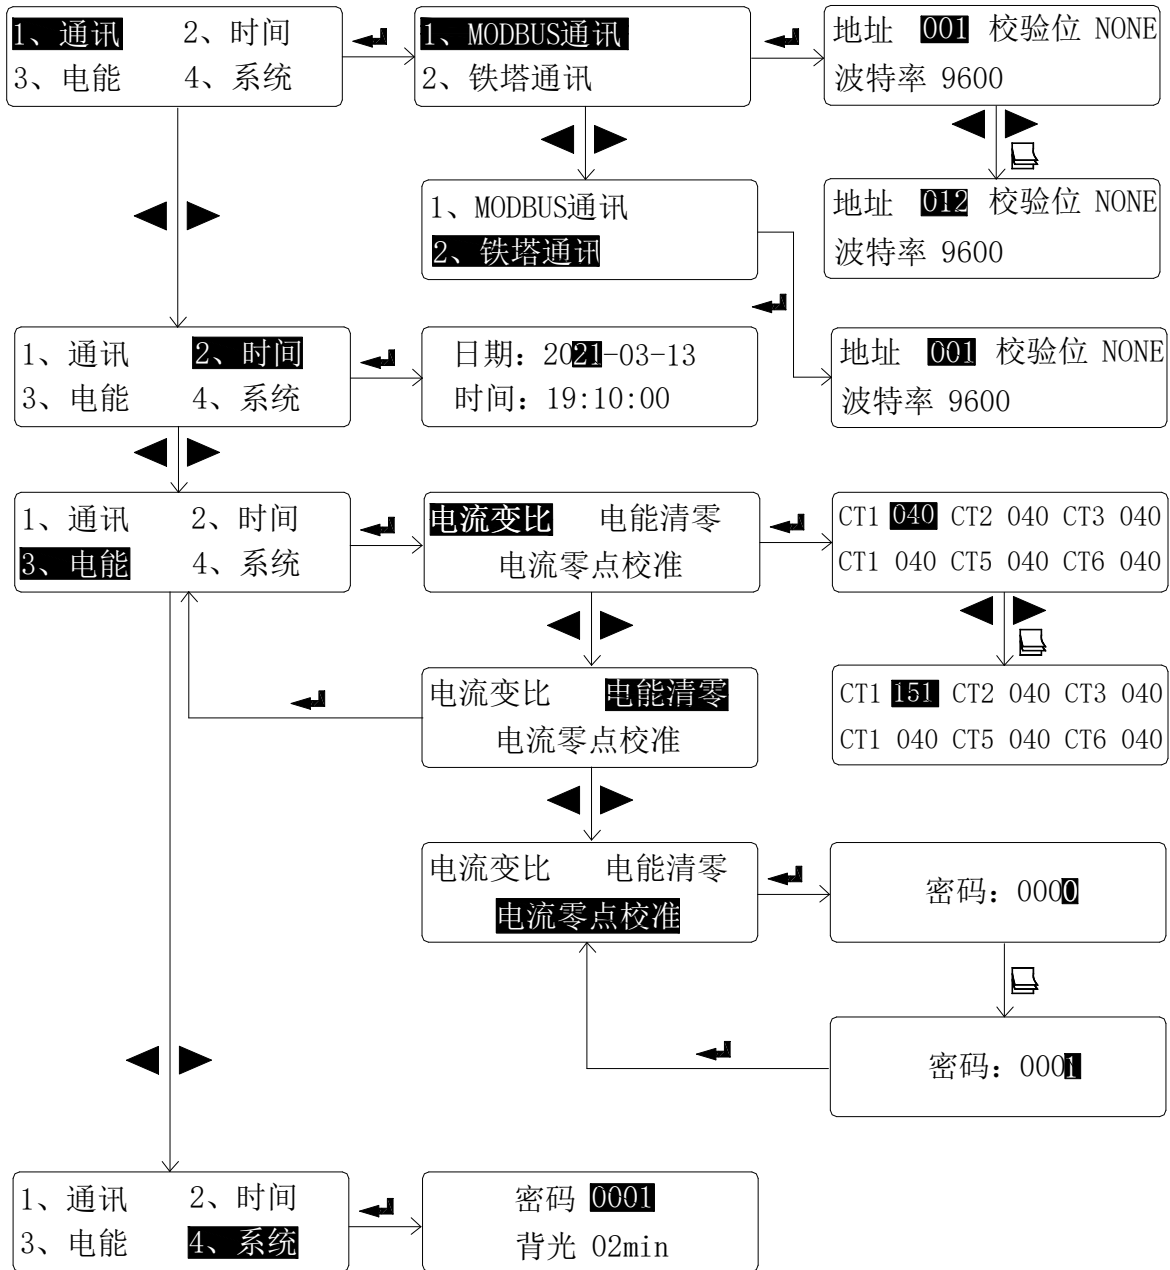 1、通讯 2、时间
3、电能 4、系统
1、MODBUS通讯
2、铁塔通讯
地址 001 校验位 NONE
波特率 9600
1、MODBUS通讯
2、铁塔通讯
地址 012 校验位 NONE
波特率 9600
1、通讯 2、时间
3、电能 4、系统
日期：2021-03-13
时间：19:10:00
地址 001 校验位 NONE
波特率 9600
1、通讯 2、时间
3、电能 4、系统
电流变比 电能清零
电流零点校准
CT1 040 CT2 040 CT3 040
CT1 040 CT5 040 CT6 040
电流变比 电能清零
电流零点校准
CT1 151 CT2 040 CT3 040
CT1 040 CT5 040 CT6 040
电流变比 电能清零
电流零点校准
密码：0000
密码：0001
1、通讯 2、时间
3、电能 4、系统
密码 0001
背光 02min